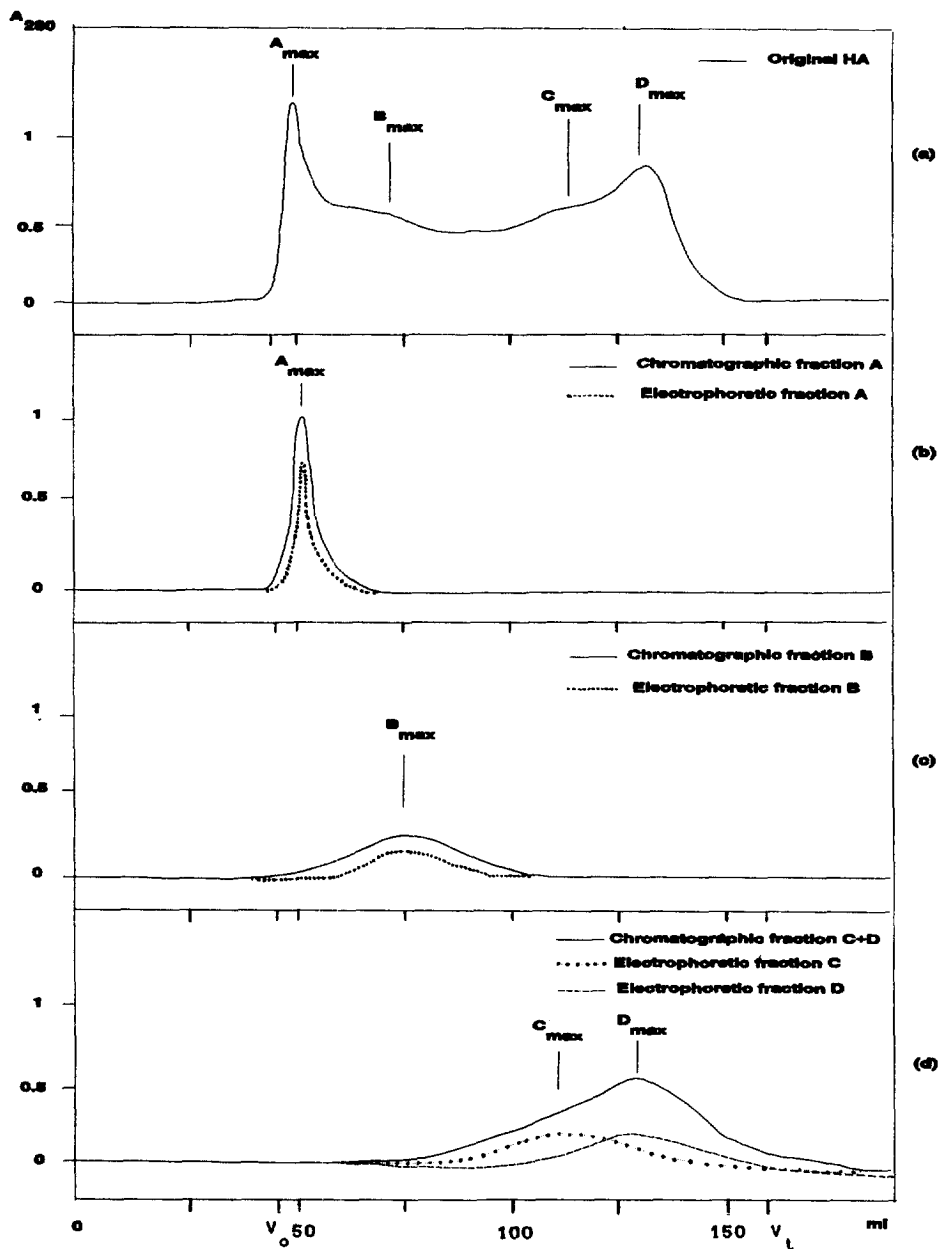 A280
Amax
Original HA
Bmax
Cmax
Dmax
1
0.5
0
(a)
Amax
Chromatographic fraction A
Electrophoretic fraction A
1
0.5
0
(b)
Chromatographic fraction B
Electrophoretic fraction B
1
Bmax
0.5
0
(c)
Chromatographic fraction C+D
Electrophoretic fraction C
Electrophoretic fraction D
1
Cmax
Dmax
0.5
0
(d)
0 Vo 50 100 150 Vt ml